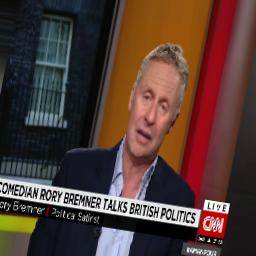 LIVE
COMEDIAN RORY BREMNER TALKS BRITISH POLITICS
CNN
Rory Bremner | Political Satirist